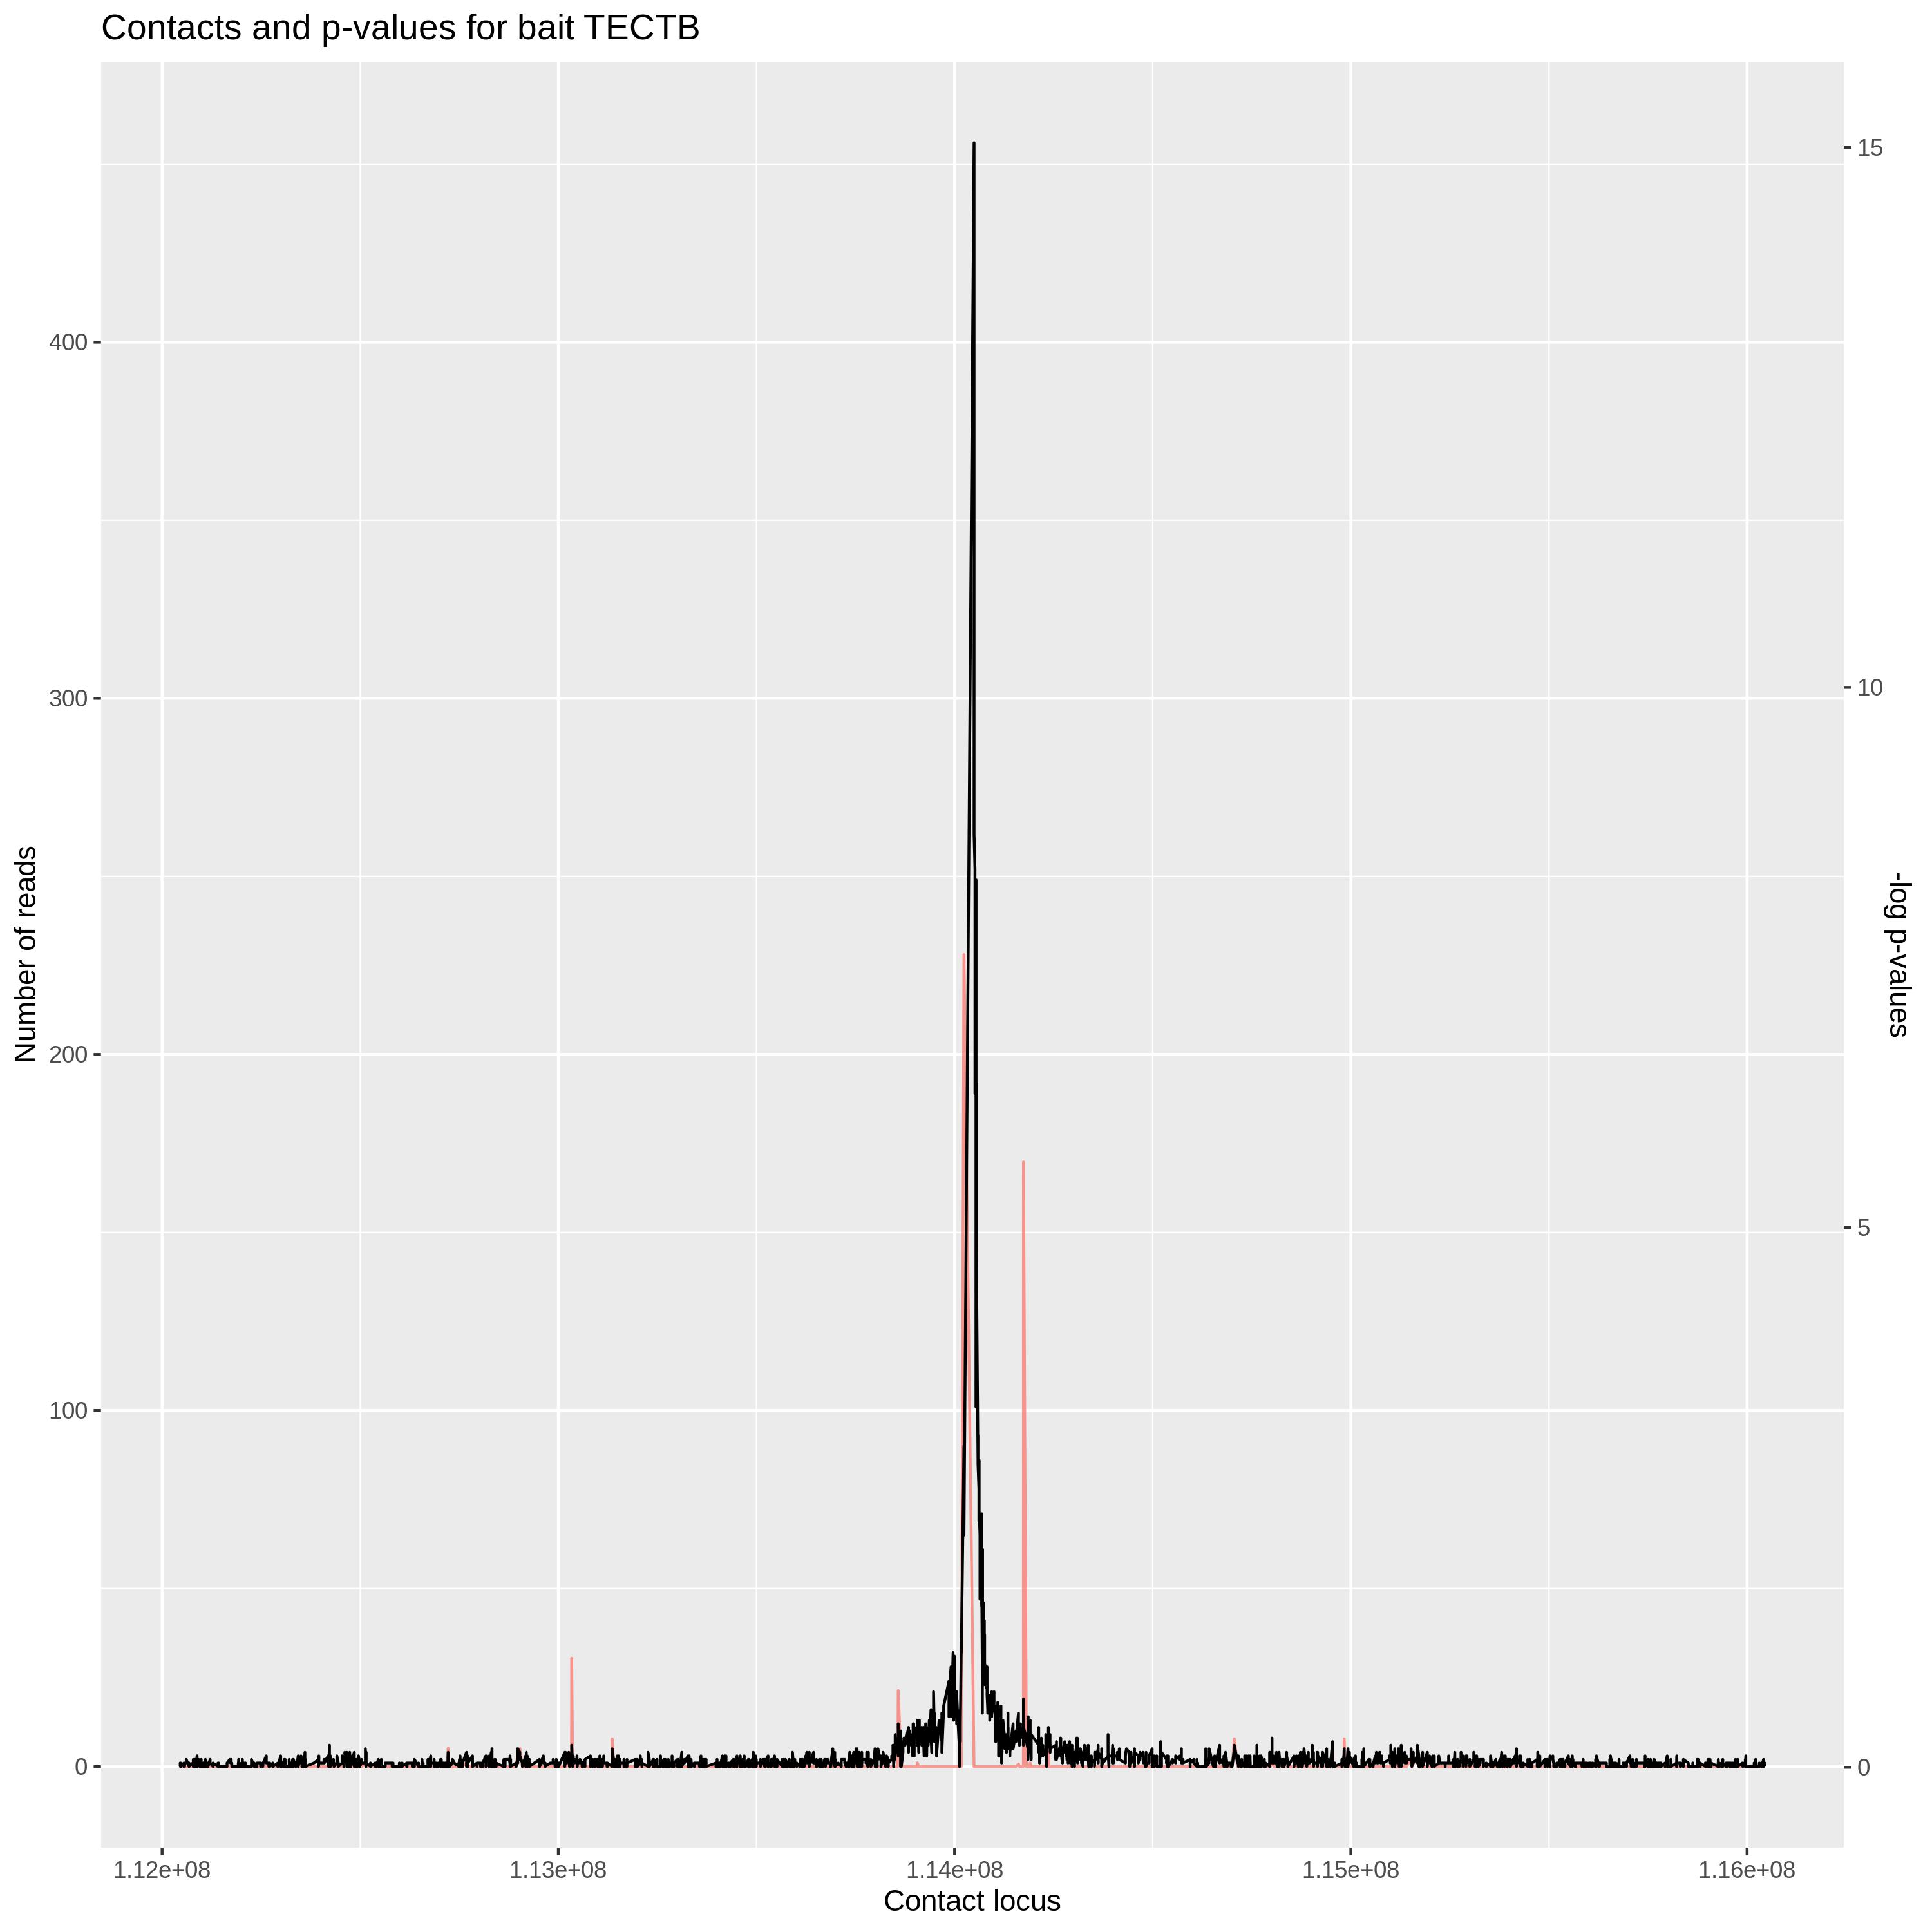 Contacts and p-values for bait TECTB
Number of reads
400
300
200
100
0
15
10
5
0
-log p-values
1.12e+08
1.13e+08
1.14e+08
1.15e+08
1.16e+08
Contact locus